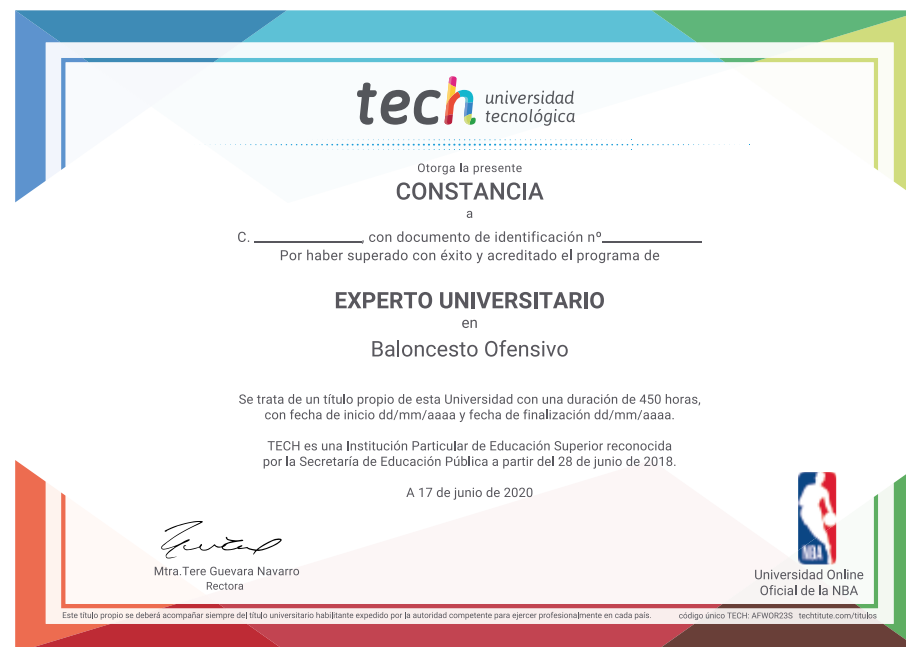 tech universidad
tecnológica
Otorga la presente
CONSTANCIA
a
C. ____________, con documento de identificación nº____________
Por haber superado con éxito y acreditado el programa de
EXPERTO UNIVERSITARIO
en
Baloncesto Ofensivo
Se trata de un título propio de esta Universidad con una duración de 450 horas,
con fecha de inicio dd/mm/aaaa y fecha de finalización dd/mm/aaaa.
TECH es una Institución Particular de Educación Superior reconocida
por la Secretaría de Educación Pública a partir del 28 de junio de 2018.
A 17 de junio de 2020
Mtra.Tere Guevara Navarro
Rectora
NBA
Universidad Online
Oficial de la NBA
Este título propio se deberá acompañar siempre del título universitario habilitante expedido por la autoridad competente para ejercer profesionalmente en cada país. código único TECH: AFWOR23S techtitute.com/titulos